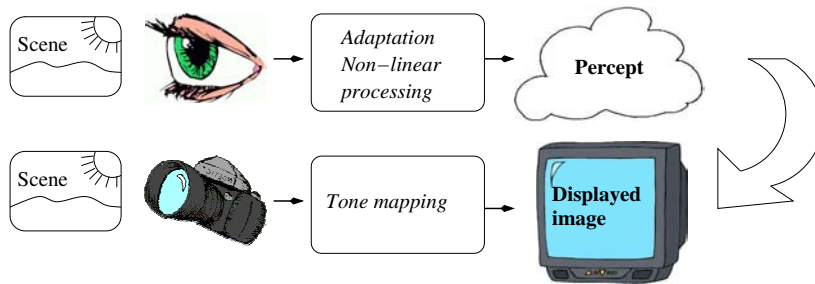 Scene
Adaptation
Non−linear
processing
Percept
Scene
Tone mapping
Displayed
image